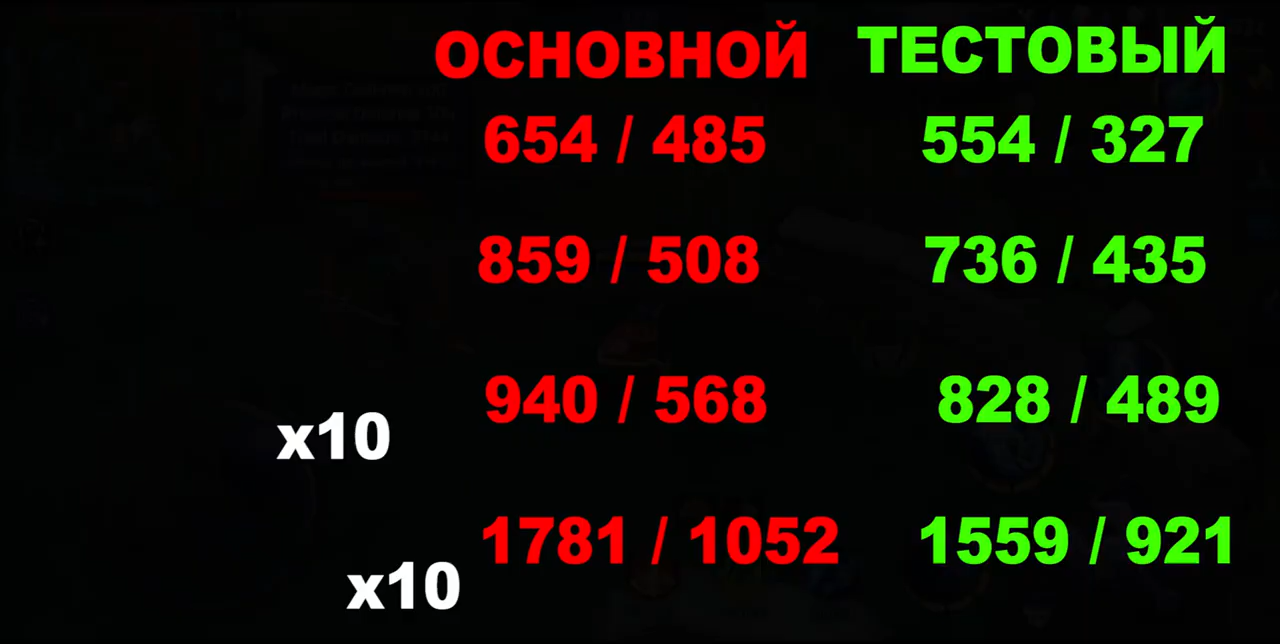 ОСНОВНОЙ ТЕСТОВЫЙ
654 / 485 554 / 327
859 / 508 736 / 435
940 / 568 828 / 489
x10
1781 / 1052 1559 / 921
x10